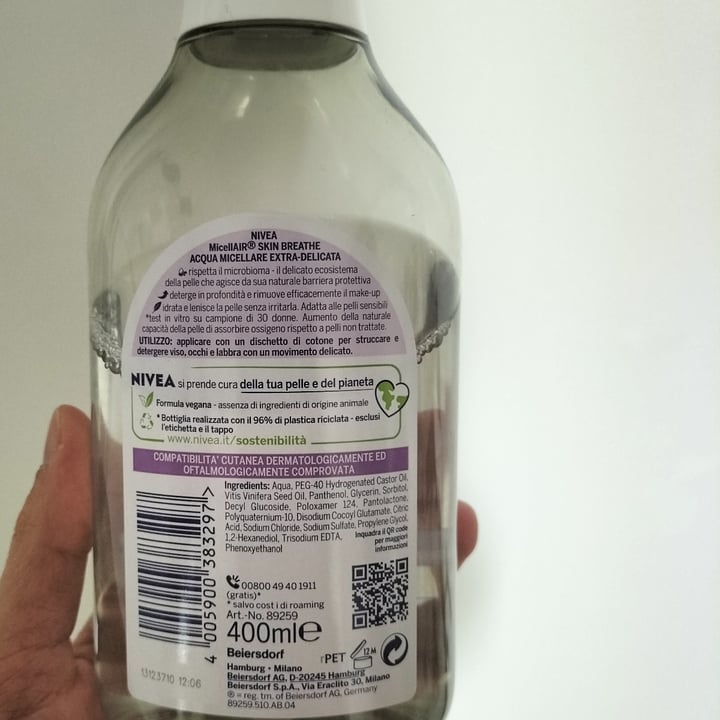 NIVEA
MicellAIR® SKIN BREATHE
ACQUA MICELLARE EXTRA-DELICATA
rispetta il microbioma - il delicato ecosistema
della pelle che agisce da sua naturale barriera protettiva
deterge in profondità e rimuove efficacemente il make-up
idrata e lenisce la pelle senza irritarla. Adatta alle pelli sensibili
*test in vitro su campione di 30 donne. Aumento della naturale
capacità della pelle di assorbire ossigeno rispetto a pelli non trattate.
UTILIZZO: applicare con un dischetto di cotone per struccare e
detergere viso, occhi e labbra con un movimento delicato.
NIVEA si prende cura della tua pelle e del pianeta
Formula vegana - assenza di ingredienti di origine animale
*Bottiglia realizzata con il 96% di plastica riciclata - esclusi
l'etichetta e il tappo
www.nivea.it/sostenibilità
COMPATIBILITA' CUTANEA DERMATOLOGICAMENTE ED
OFTALMOLOGICAMENTE COMPROVATA
Ingredients: Aqua, PEG-40 Hydrogenated Castor Oil,
Vitis Vinifera Seed Oil, Panthenol, Glycerin, Sorbitol,
Decyl Glucoside, Poloxamer 124, Pantolactone,
Polyquaternium-10, Disodium Cocoyl Glutamate, Citric
Acid, Sodium Chloride, Sodium Sulfate, Propylene Glycol,
1,2-Hexanediol, Trisodium EDTA,
Phenoxyethanol
Inquadra il QR code
per maggiori
informazioni
4 005900 383297 >
00800 49 40 1911
(gratis)*
* salvo costi di roaming
Art.-No. 89259
400ml e
Beiersdorf
PET
12 M
Hamburg • Milano
Beiersdorf AG, D-20245 Hamburg
Beiersdorf S.p.A., Via Eraclito 30, Milano
® = reg. tm. of Beiersdorf AG, Germany
89259.510.AB.04
13123710 12:06